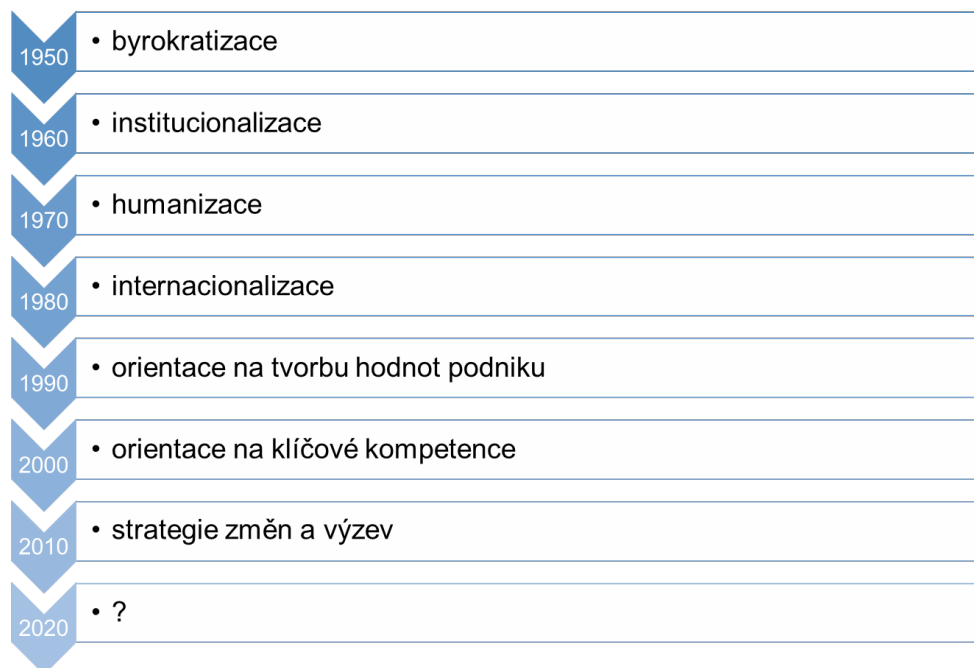 1950
• byrokratizace
1960
• institucionalizace
1970
• humanizace
1980
• internacionalizace
1990
• orientace na tvorbu hodnot podniku
2000
• orientace na klíčové kompetence
2010
• strategie změn a výzev
2020
• ?